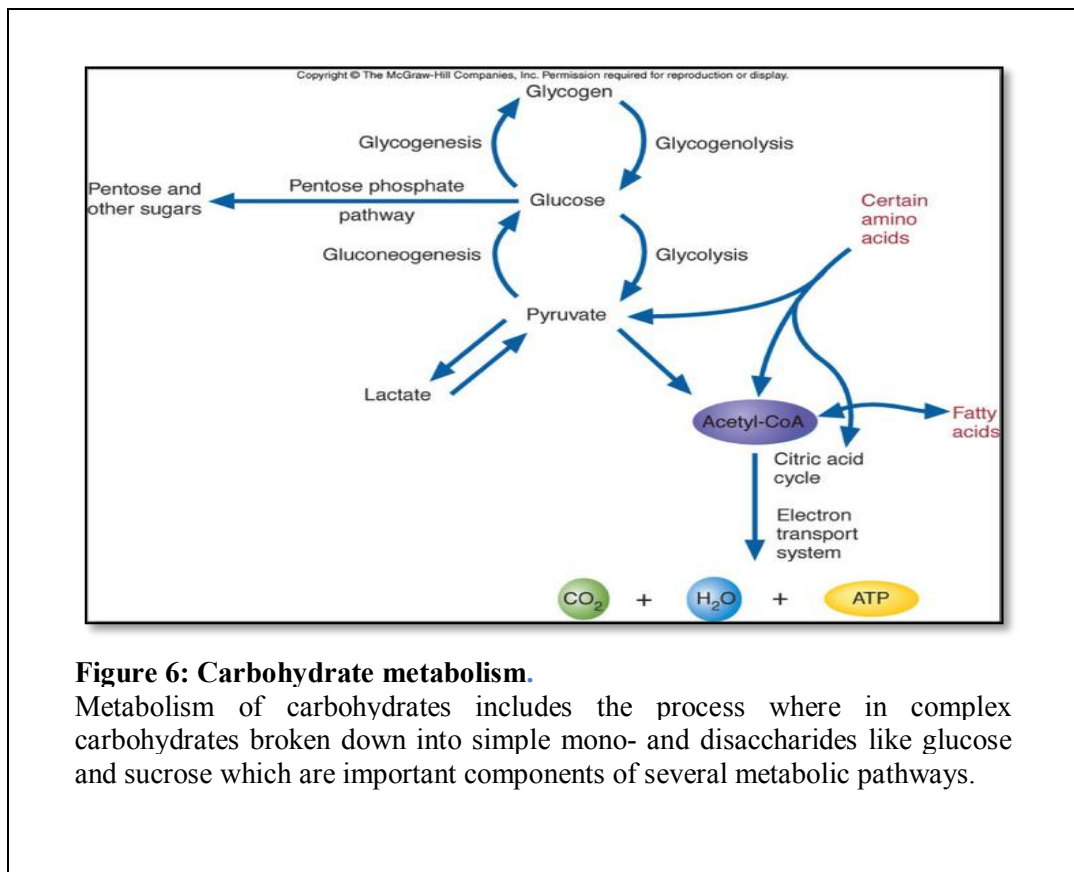 Copyright © The McGraw-Hill Companies, Inc. Permission required for reproduction or display.
Glycogen
Glycogenesis
Glycogenolysis
Pentose and
other sugars
Pentose phosphate
pathway
Glucose
Certain
amino
acids
Gluconeogenesis
Glycolysis
Pyruvate
Lactate
Acetyl-CoA
Fatty
acids
Citric acid
cycle
Electron
transport
system
CO2 + H2O + ATP
Figure 6: Carbohydrate metabolism.
Metabolism of carbohydrates includes the process where in complex
carbohydrates broken down into simple mono- and disaccharides like glucose
and sucrose which are important components of several metabolic pathways.